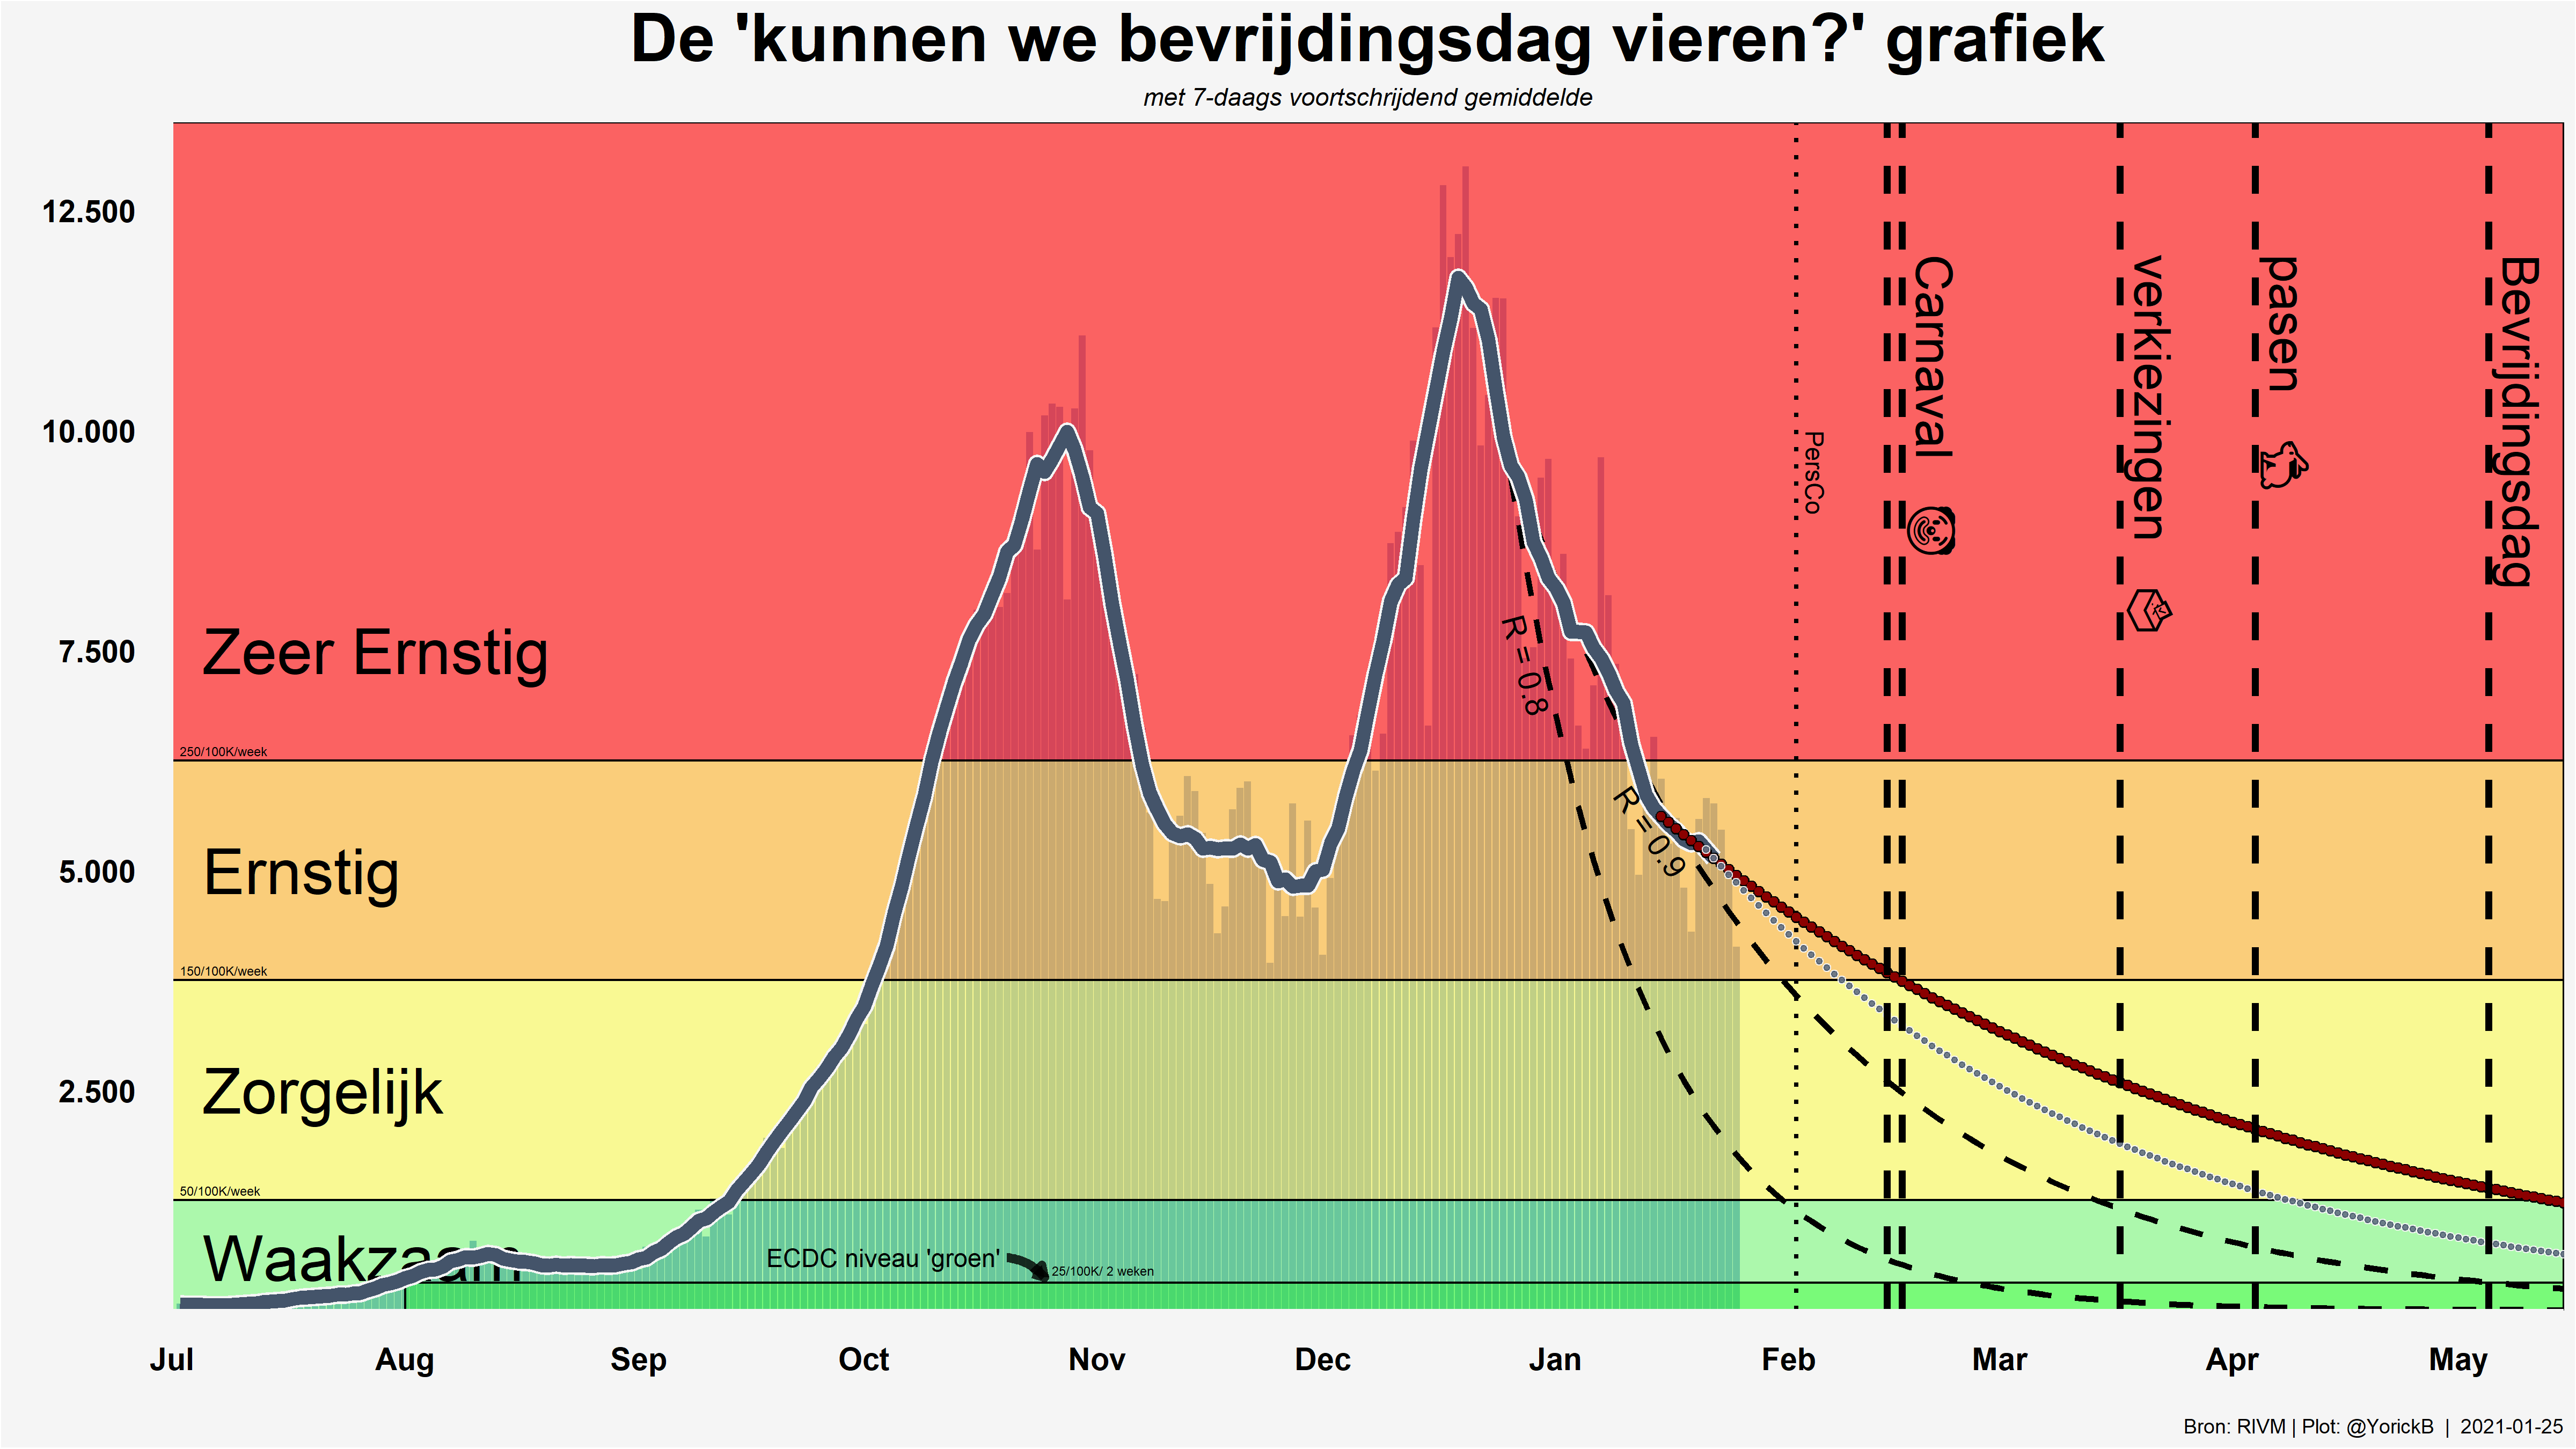 De 'kunnen we bevrijdingsdag vieren?' grafiek
met 7-daags voortschrijdend gemiddelde
12.500
10.000
7.500
5.000
2.500
Zeer Ernstig
250/100K/week
Ernstig
150/100K/week
Zorgelijk
50/100K/week
Waakzaam
ECDC niveau 'groen'
25/100K/ 2 weken
R = 0.8
R = 0.9
PersCo
Carnaval
verkiezingen
pasen
Bevrijdingsdag
Jul
Aug
Sep
Oct
Nov
Dec
Jan
Feb
Mar
Apr
May
Bron: RIVM | Plot: @YorickB | 2021-01-25